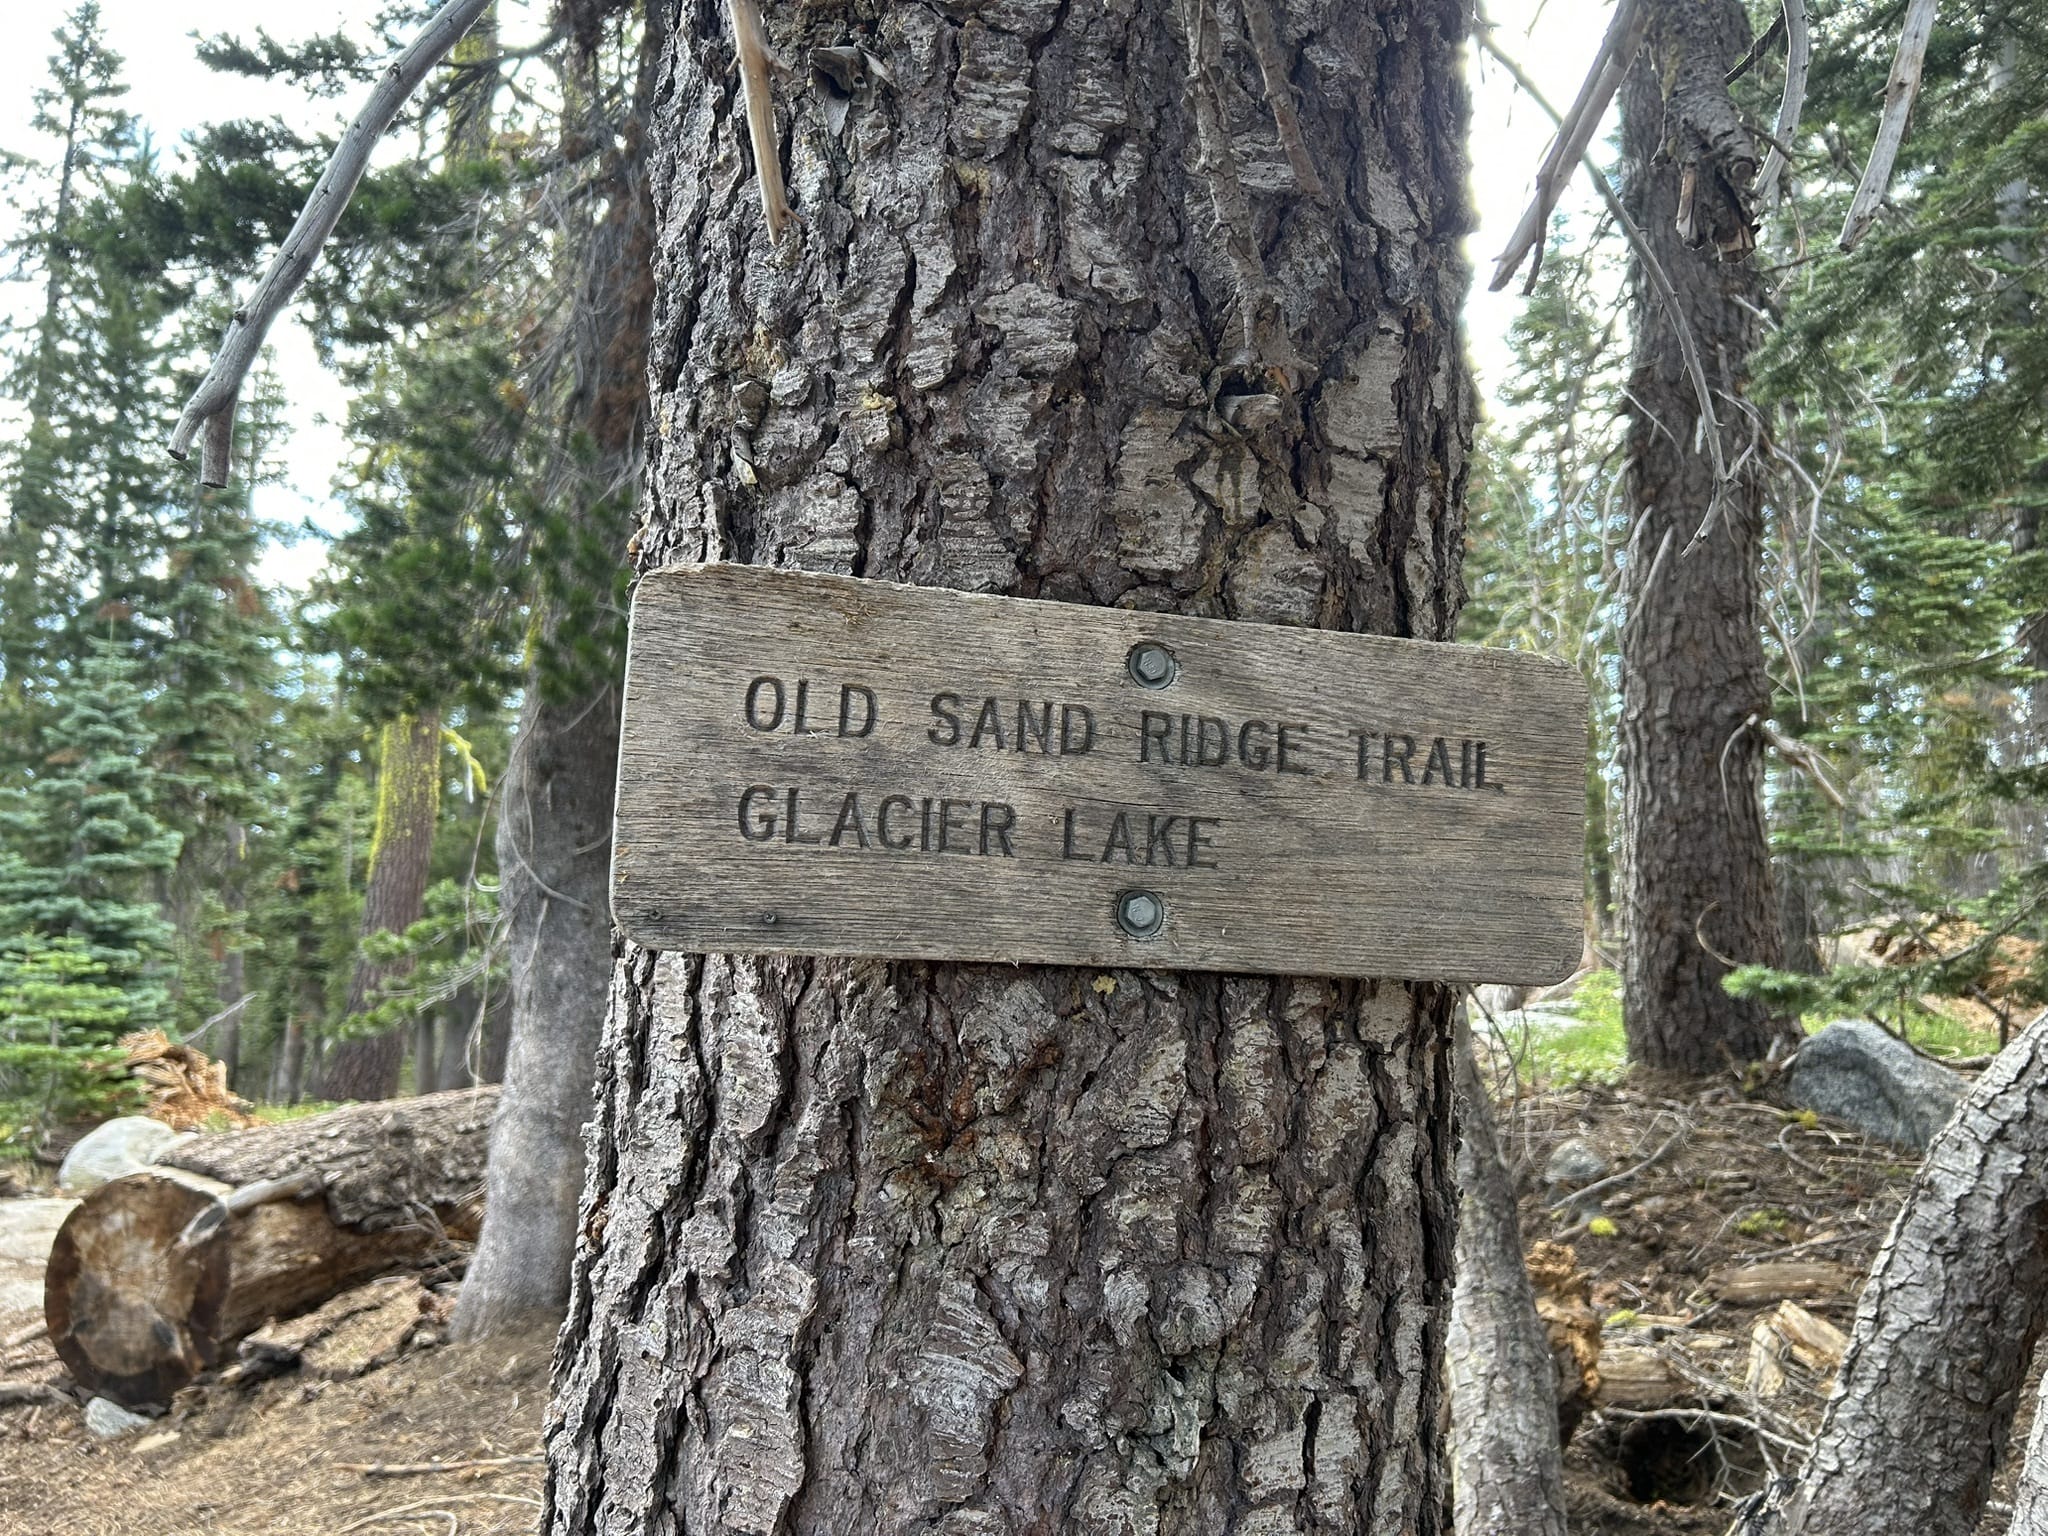 OLD SAND RIDGE TRAIL
GLACIER LAKE